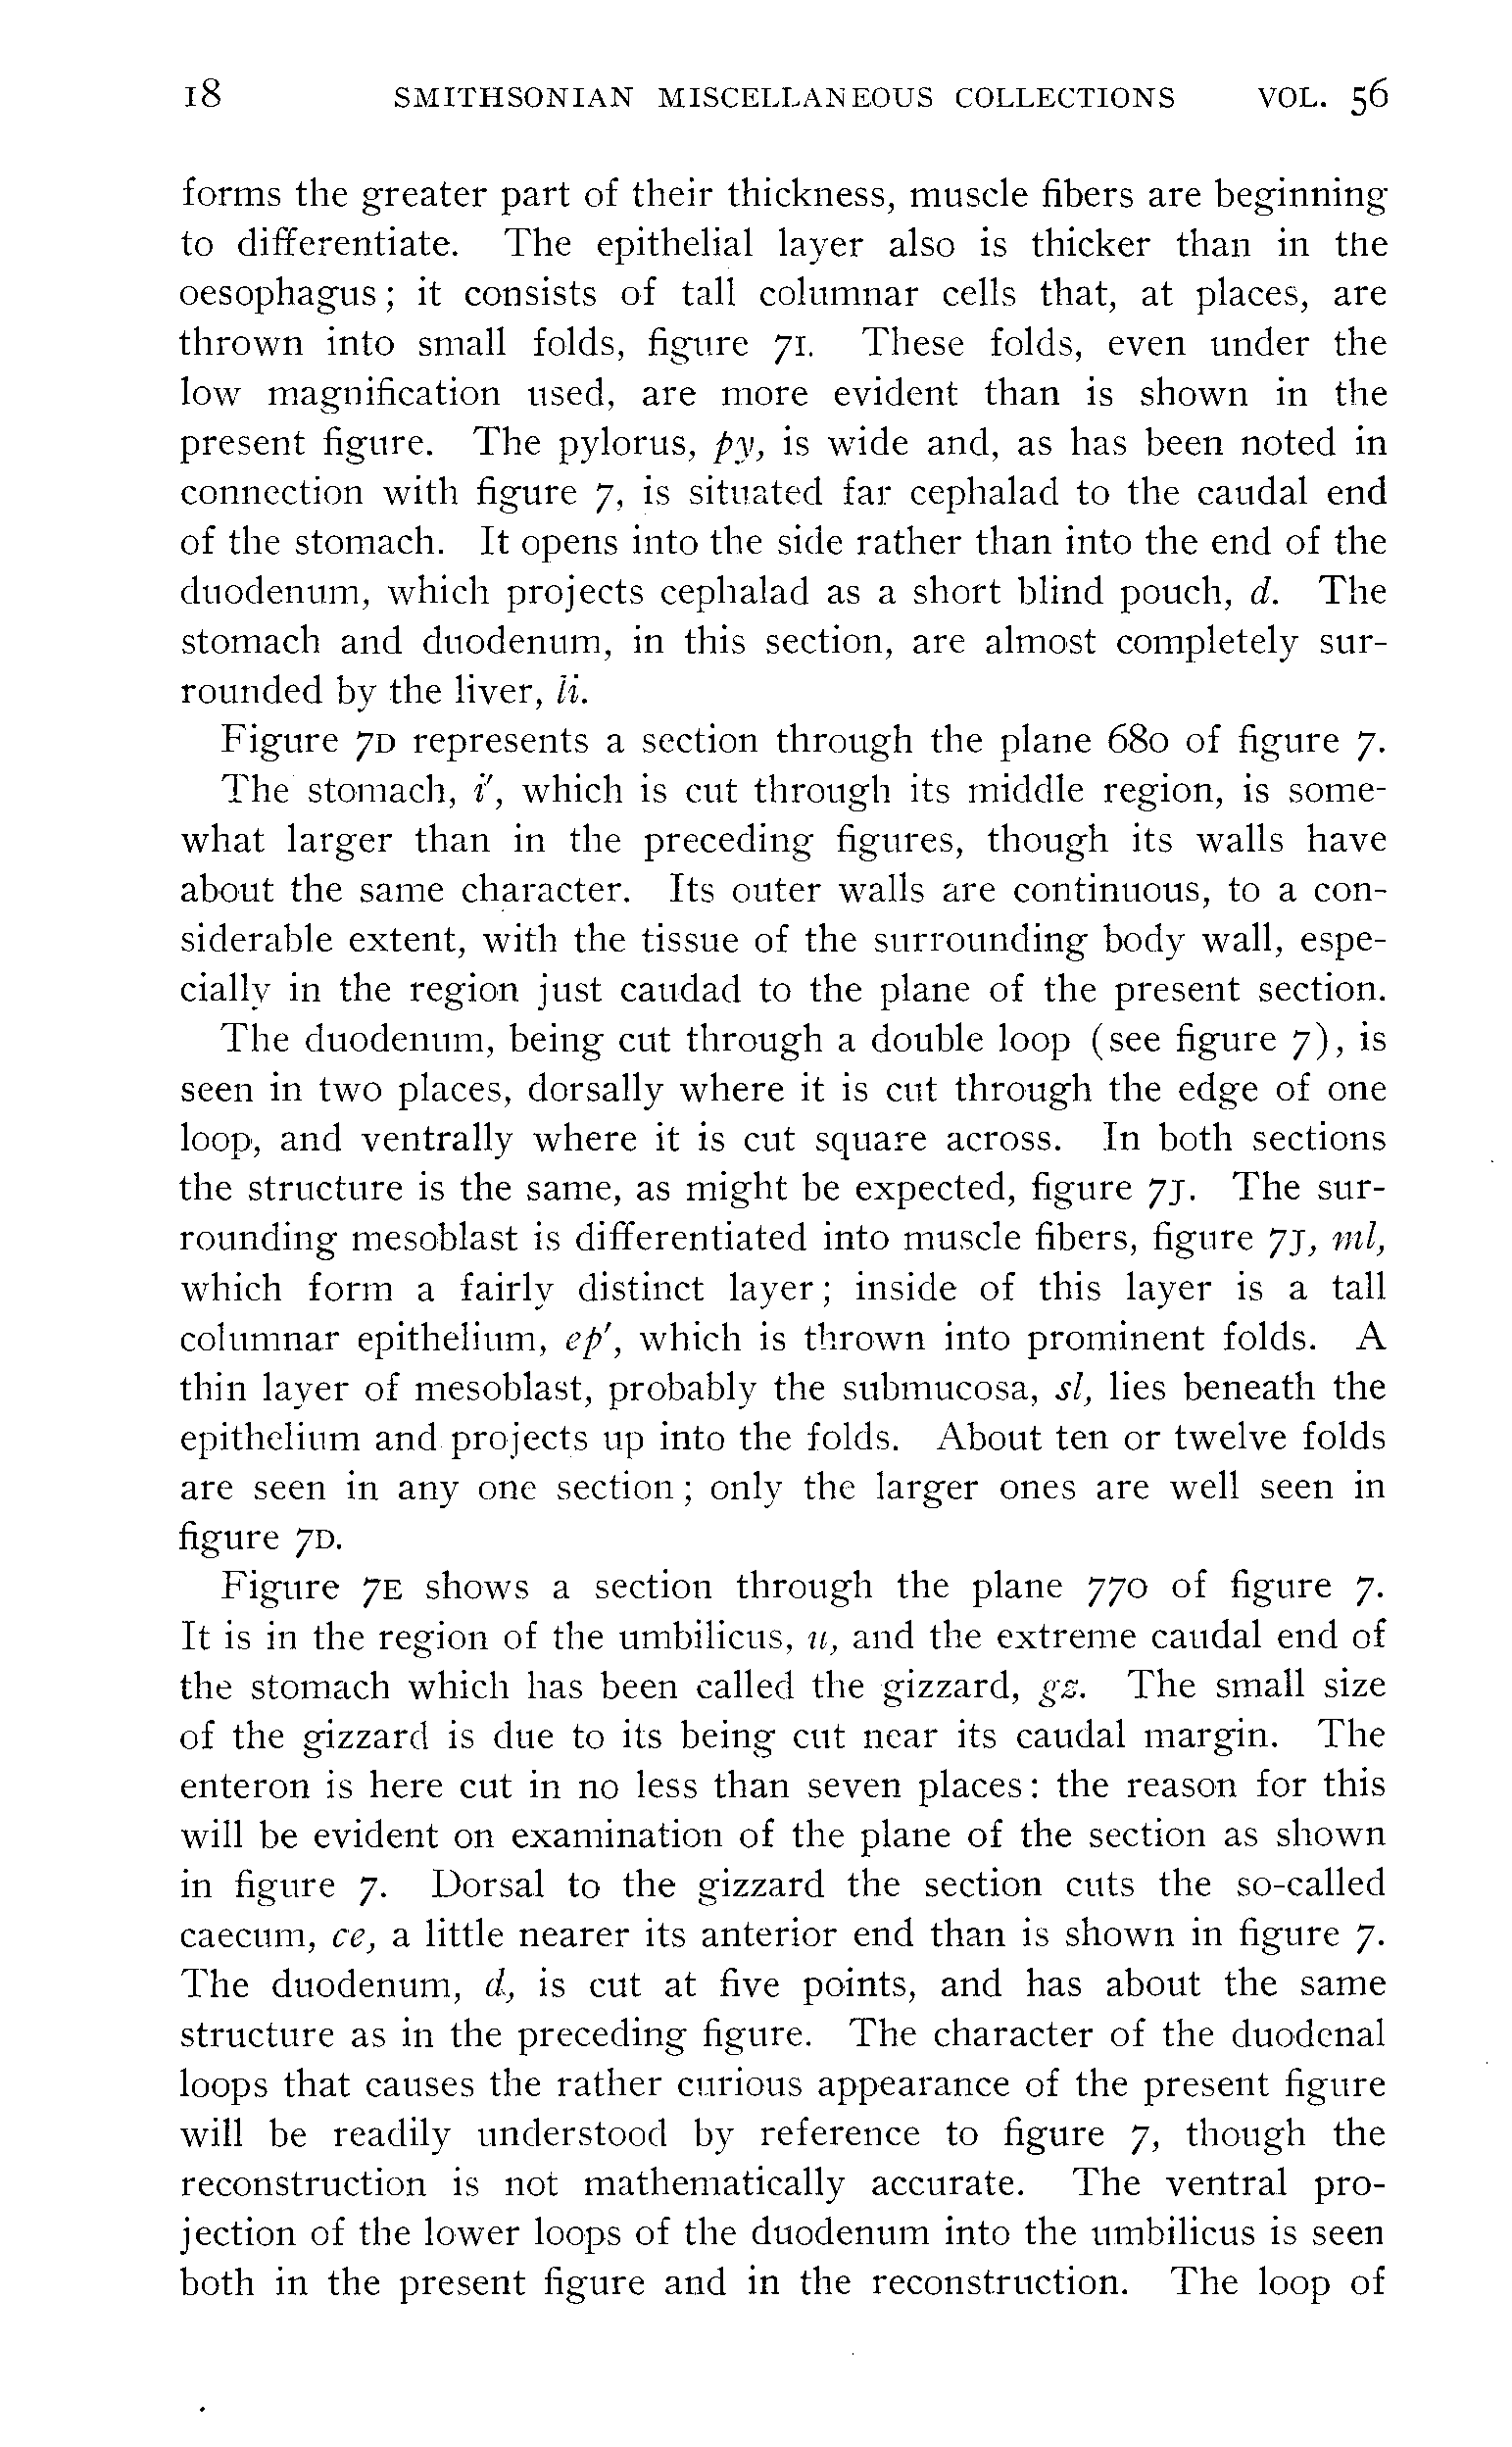 18 SMITHSONIAN MISCELLANEOUS COLLECTIONS VOL. 56
forms the greater part of their thickness, muscle fibers are beginning
to differentiate. The epithelial layer also is thicker than in the
oesophagus; it consists of tall columnar cells that, at places, are
thrown into small folds, figure 7I. These folds, even under the
low magnification used, are more evident than is shown in the
present figure. The pylorus, py, is wide and, as has been noted in
connection with figure 7, is situated far cephalad to the caudal end
of the stomach. It opens into the side rather than into the end of the
duodenum, which projects cephalad as a short blind pouch, d. The
stomach and duodenum, in this section, are almost completely sur-
rounded by the liver, li.
Figure 7D represents a section through the plane 680 of figure 7.
The stomach, i', which is cut through its middle region, is some-
what larger than in the preceding figures, though its walls have
about the same character. Its outer walls are continuous, to a con-
siderable extent, with the tissue of the surrounding body wall, espe-
cially in the region just caudad to the plane of the present section.
The duodenum, being cut through a double loop (see figure 7), is
seen in two places, dorsally where it is cut through the edge of one
loop, and ventrally where it is cut square across. In both sections
the structure is the same, as might be expected, figure 7J. The sur-
rounding mesoblast is differentiated into muscle fibers, figure 7J, ml,
which form a fairly distinct layer; inside of this layer is a tall
columnar epithelium, ep', which is thrown into prominent folds. A
thin layer of mesoblast, probably the submucosa, sl, lies beneath the
epithelium and projects up into the folds. About ten or twelve folds
are seen in any one section; only the larger ones are well seen in
figure 7D.
Figure 7E shows a section through the plane 770 of figure 7.
It is in the region of the umbilicus, u, and the extreme caudal end of
the stomach which has been called the gizzard, gz. The small size
of the gizzard is due to its being cut near its caudal margin. The
enteron is here cut in no less than seven places: the reason for this
will be evident on examination of the plane of the section as shown
in figure 7. Dorsal to the gizzard the section cuts the so-called
caecum, ce, a little nearer its anterior end than is shown in figure 7.
The duodenum, d, is cut at five points, and has about the same
structure as in the preceding figure. The character of the duodenal
loops that causes the rather curious appearance of the present figure
will be readily understood by reference to figure 7, though the
reconstruction is not mathematically accurate. The ventral pro-
jection of the lower loops of the duodenum into the umbilicus is seen
both in the present figure and in the reconstruction. The loop of